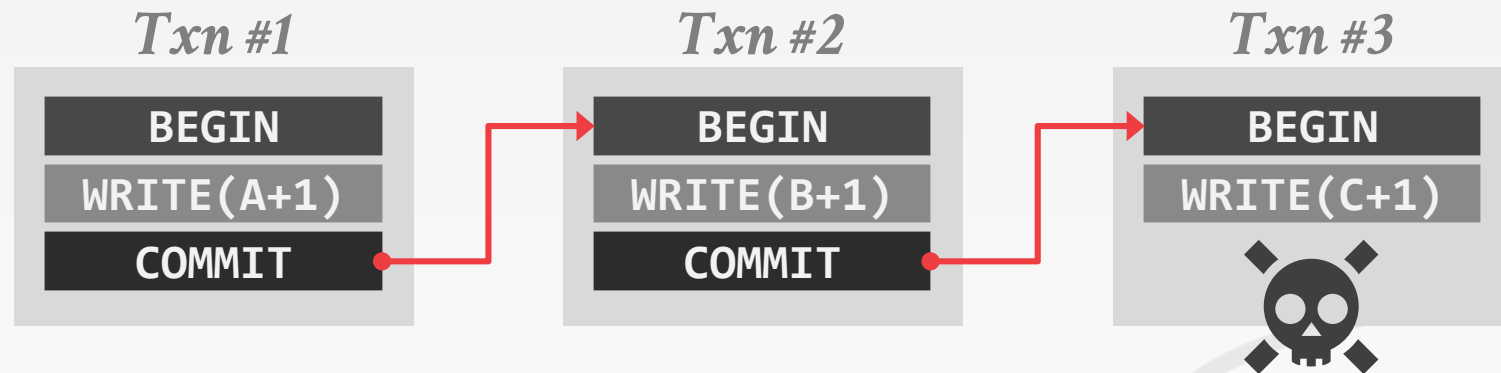 Txn #1
BEGIN
WRITE(A+1)
COMMIT
Txn #2
BEGIN
WRITE(B+1)
COMMIT
Txn #3
BEGIN
WRITE(C+1)